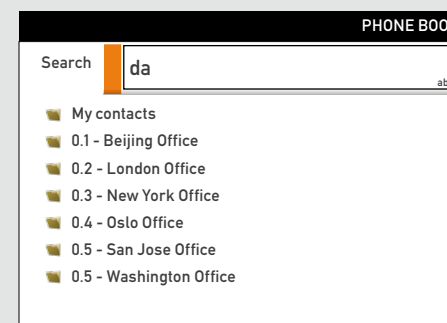 PHONE BOO
Search
da
ab
My contacts
0.1 - Beijing Office
0.2 - London Office
0.3 - New York Office
0.4 - Oslo Office
0.5 - San Jose Office
0.5 - Washington Office